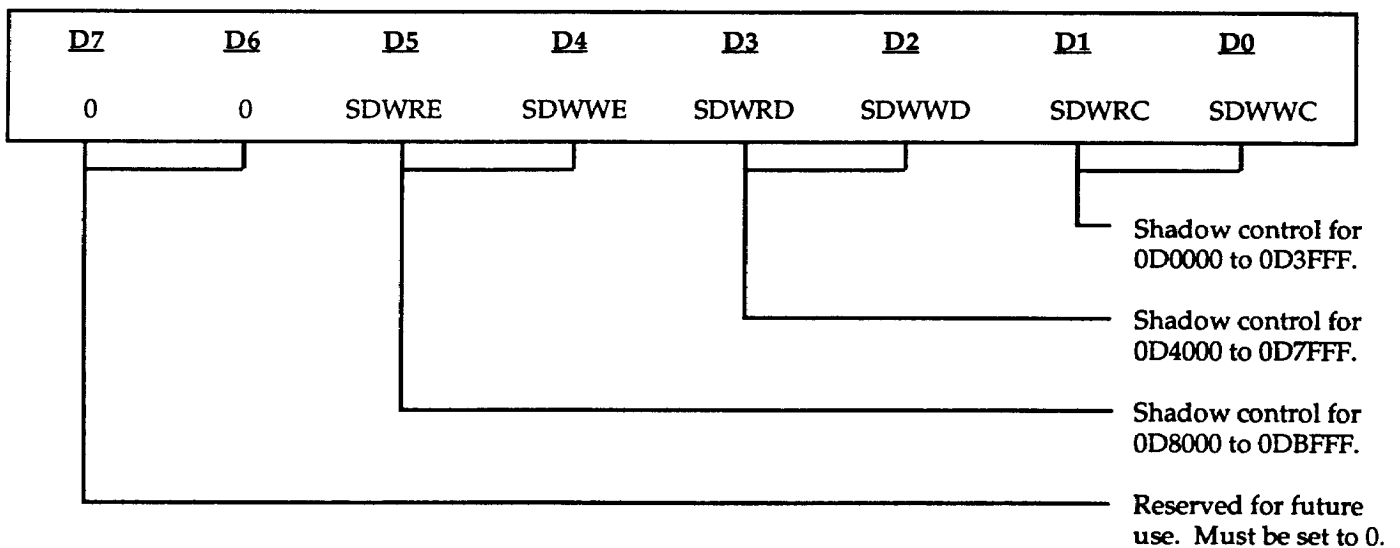 D7 D6 D5 D4 D3 D2 D1 D0
0 0 SDWRE SDWWE SDWRD SDWWD SDWRC SDWWC
Shadow control for
0D0000 to 0D3FFF.
Shadow control for
0D4000 to 0D7FFF.
Shadow control for
0D8000 to 0DBFFF.
Reserved for future
use. Must be set to 0.